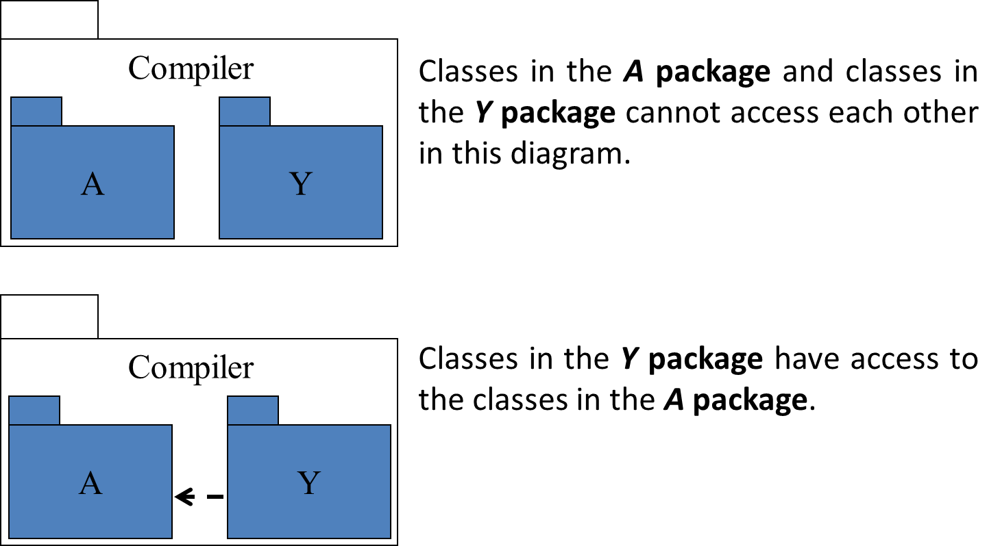 Compiler
A
Y
Classes in the A package and classes in
the Y package cannot access each other
in this diagram.
Compiler
A
Y
Classes in the Y package have access to
the classes in the A package.